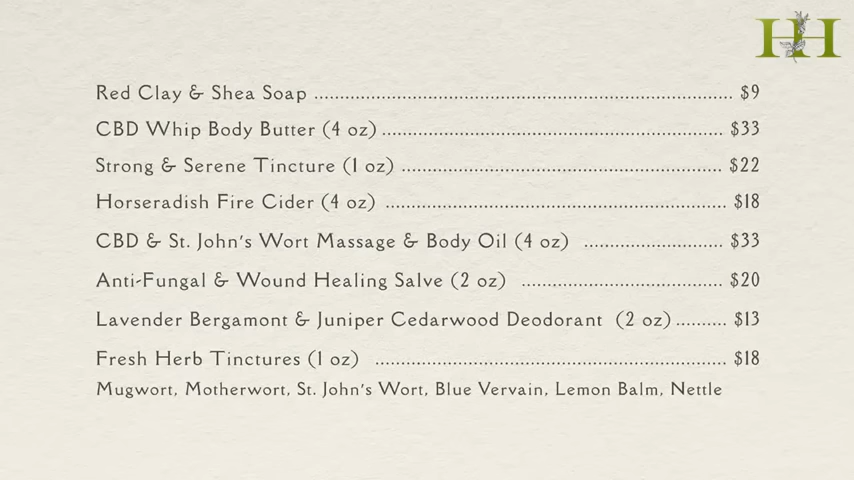 HH
Red Clay & Shea Soap ........................................................................................ $9
CBD Whip Body Butter (4 oz) ........................................................................ $33
Strong & Serene Tincture (1 oz) .................................................................... $22
Horseradish Fire Cider (4 oz) ........................................................................ $18
CBD & St. John's Wort Massage & Body Oil (4 oz) ............................. $33
Anti-Fungal & Wound Healing Salve (2 oz) .......................................... $20
Lavender Bergamont & Juniper Cedarwood Deodorant (2 oz) .......... $13
Fresh Herb Tinctures (1 oz) .......................................................................... $18
Mugwort, Motherwort, St. John's Wort, Blue Vervain, Lemon Balm, Nettle